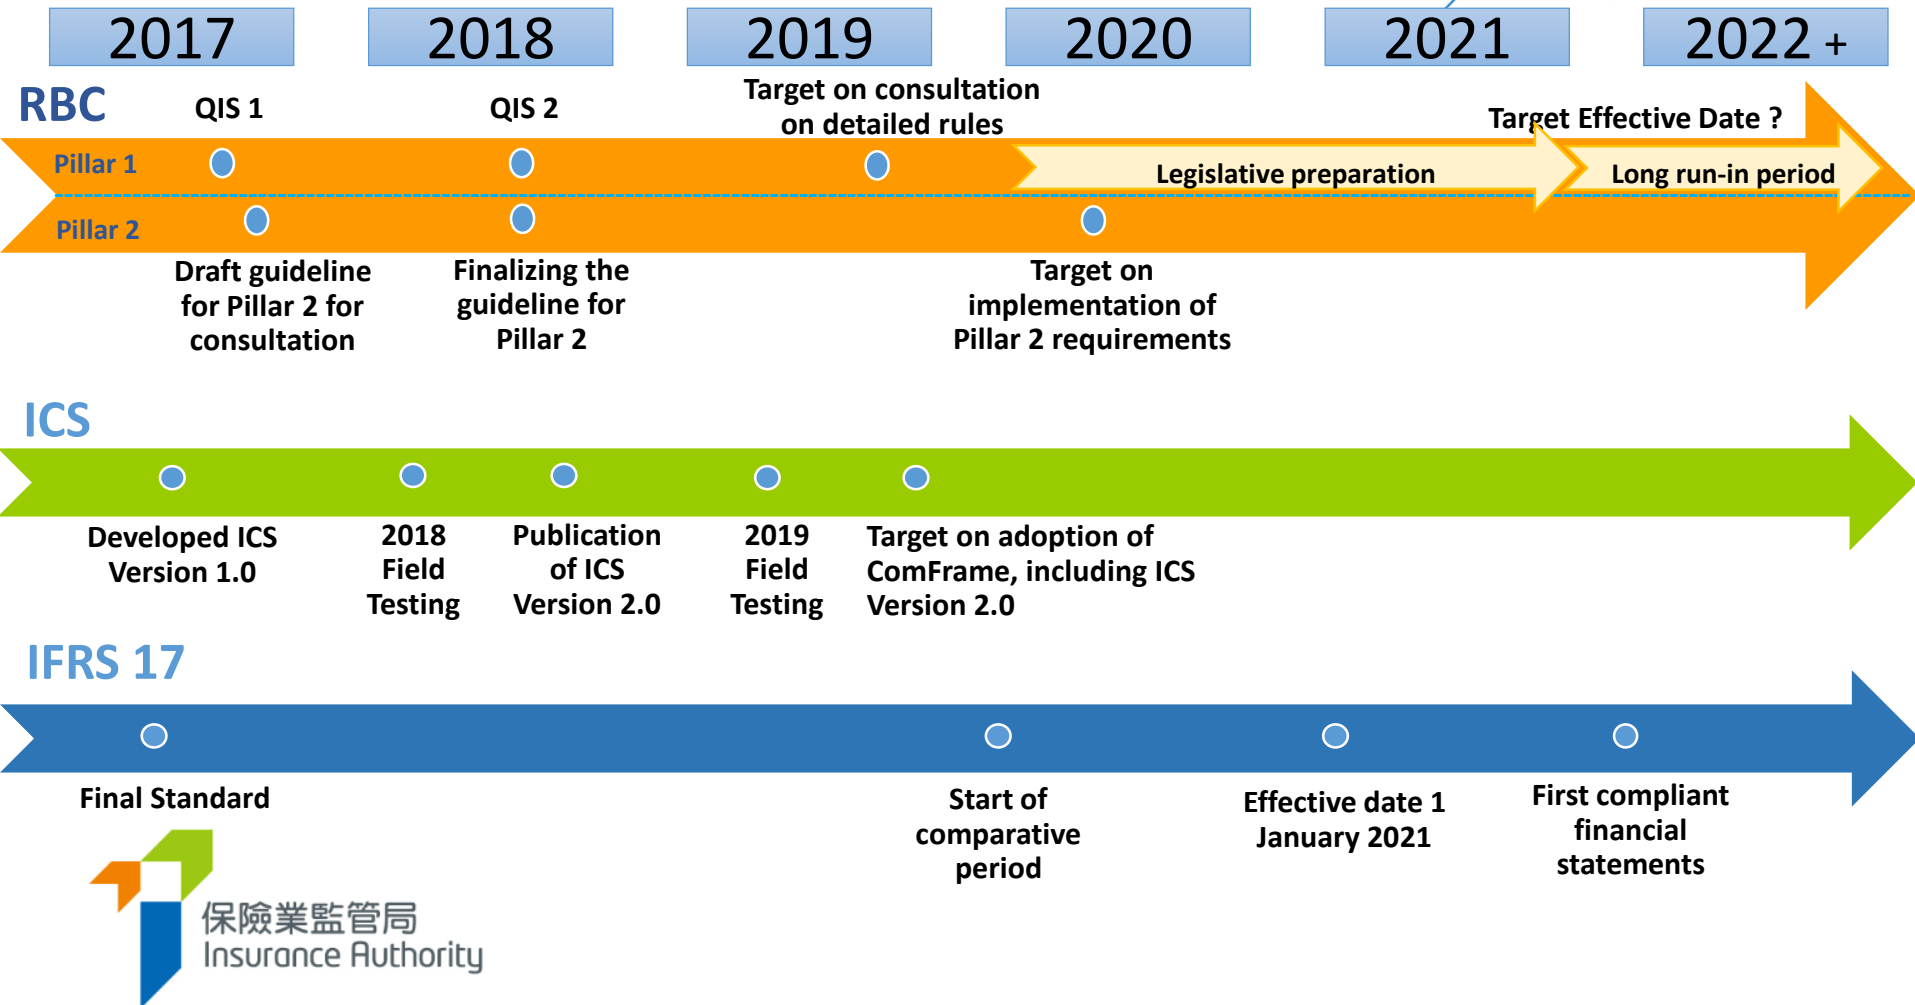 2017
2018
2019
2020
2021
2022 +
RBC
QIS 1
QIS 2
Target on consultation
on detailed rules
Target Effective Date ?
Pillar 1
Legislative preparation
Long run-in period
Pillar 2
Draft guideline
for Pillar 2 for
consultation
Finalizing the
guideline for
Pillar 2
Target on
implementation of
Pillar 2 requirements
ICS
Developed ICS
Version 1.0
2018
Field
Testing
Publication
of ICS
Version 2.0
2019
Field
Testing
Target on adoption of
ComFrame, including ICS
Version 2.0
IFRS 17
Final Standard
Start of
comparative
period
Effective date 1
January 2021
First compliant
financial
statements
保險業監管局
Insurance Authority